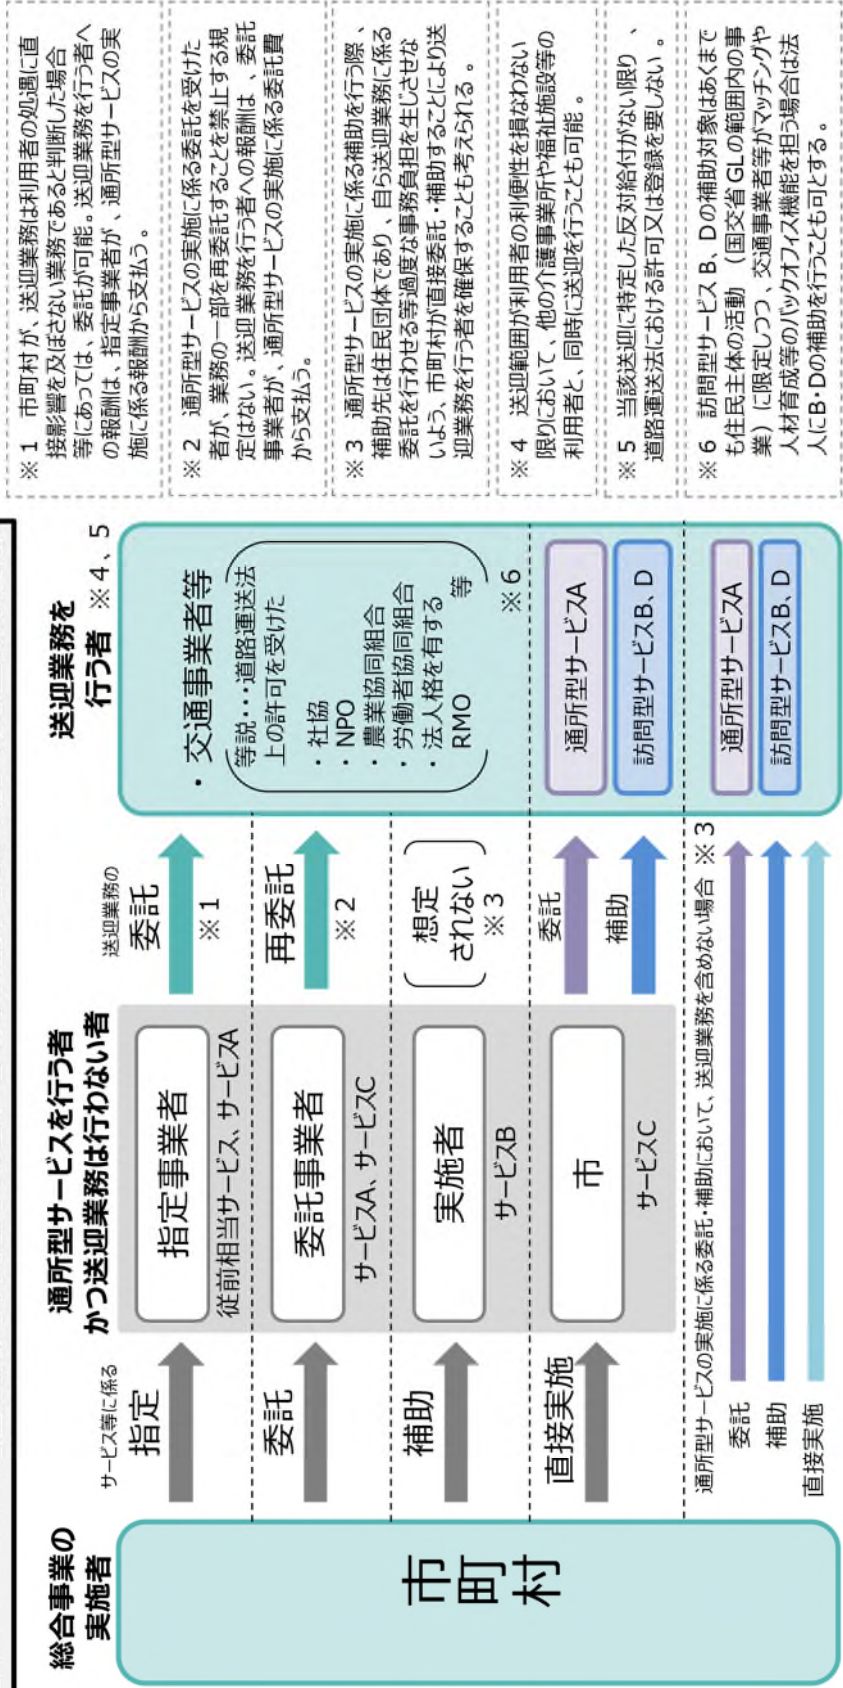 総合事業の
実施者
市町村
サービス等に係る
指定
委託
補助
直接実施
通所型サービスを行う者
かつ送迎業務は行わない者
指定事業者
従前相当サービス、サービスA
委託事業者
サービスA、サービスC
実施者
サービスB
市
サービスC
送迎業務の
委託
※1
再委託
※2
想定
されない
※3
委託
補助
通所型サービスの実施に係る委託・補助において、送迎業務を含めない場合 ※3
委託
補助
直接実施
送迎業務を
行う者 ※4、5
・交通事業者等
等説・・・道路運送法
上の許可を受けた
・社協
・NPO
・農業協同組合
・労働者協同組合
・法人格を有する
RMO 等
※6
通所型サービスA
訪問型サービスB、D
通所型サービスA
訪問型サービスB、D
※1 市町村が、送迎業務は利用者の処遇に直
接影響を及ぼさない業務であると判断した場合
等にあっては、委託が可能。送迎業務を行う者へ
の報酬は、指定事業者が、通所型サービスの実
施に係る報酬から支払う。
※2 通所型サービスの実施に係る委託を受けた
者が、業務の一部を再委託することを禁止する規
定はない。送迎業務を行う者への報酬は、委託
事業者が、通所型サービスの実施に係る委託費
から支払う。
※3 通所型サービスの実施に係る補助を行う際、
補助先は住民団体であり、自ら送迎業務に係る
委託を行わせる等過度な事務負担を生じさせな
いよう、市町村が直接委託・補助することにより送
迎業務を行う者を確保することも考えられる。
※4 送迎範囲が利用者の利便性を損なわない
限りにおいて、他の介護事業所や福祉施設等の
利用者と、同時に送迎を行うことも可能。
※5 当該送迎に特定した反対給付がない限り、
道路運送法における許可又は登録を要しない。
※6 訪問型サービスB、Dの補助対象はあくまで
も住民主体の活動（国交省GLの範囲内の事
業）に限定しつつ、交通事業者等がマッチングや
人材育成等のバックオフィス機能を担う場合は法
人にB・Dの補助を行うことも可とする。